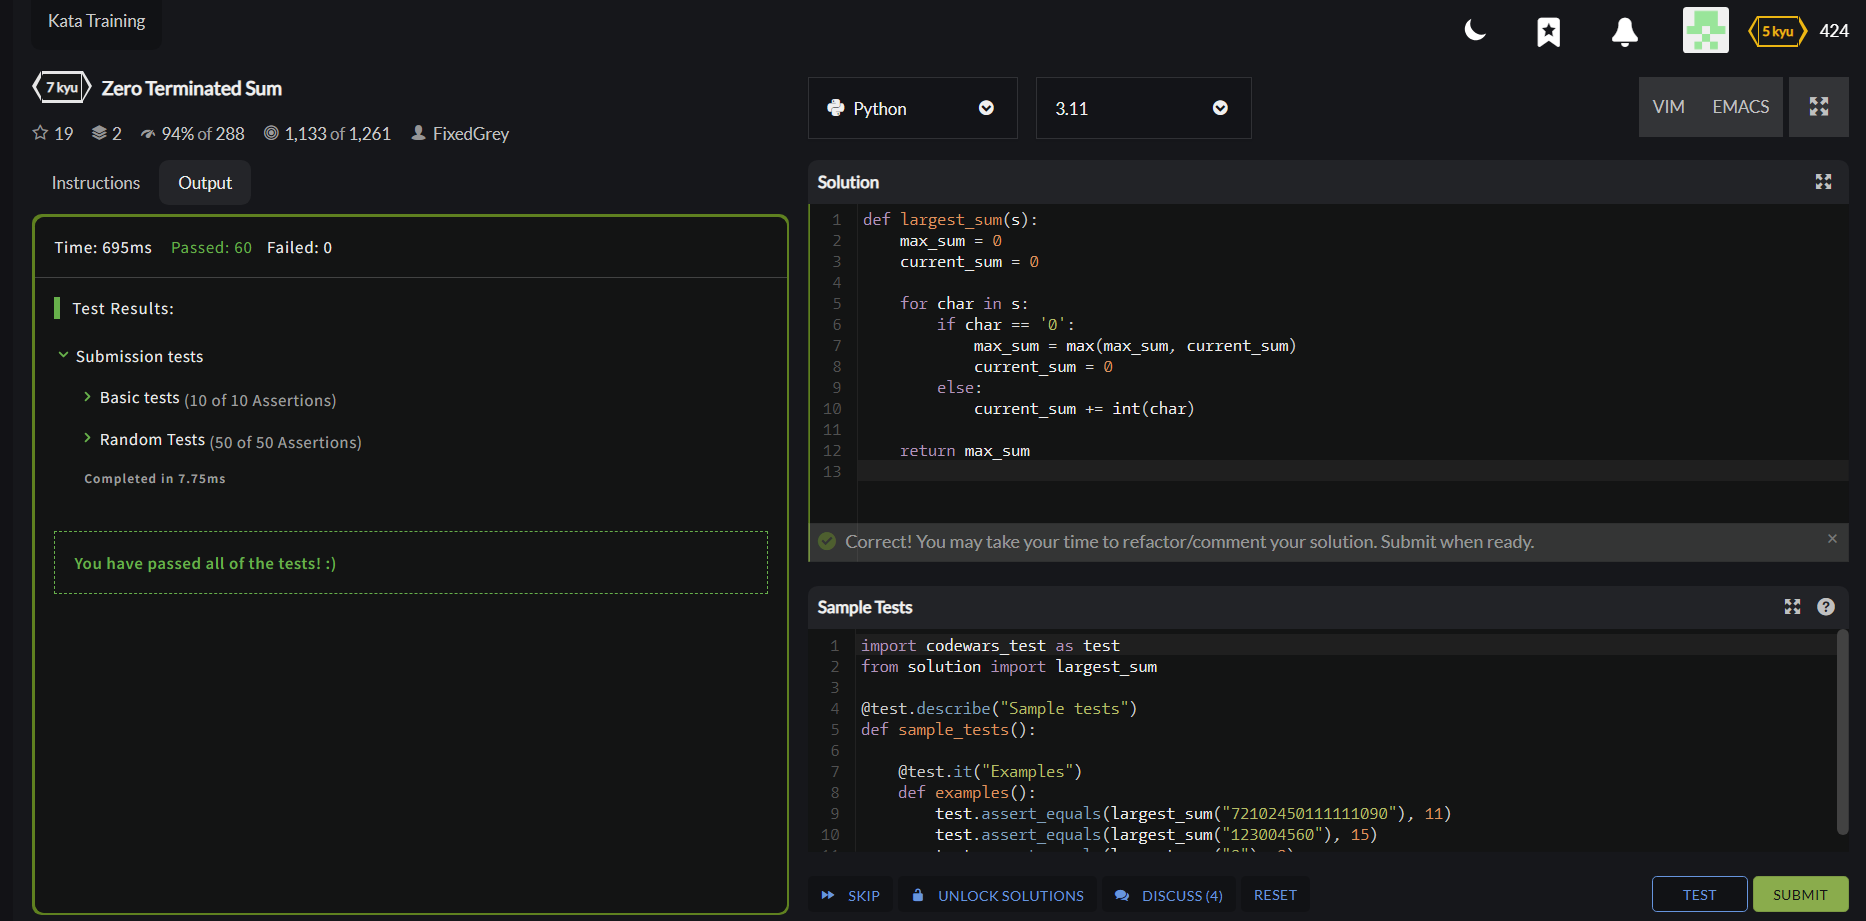 Kata Training
5 kyu 424
7 kyu Zero Terminated Sum
19 2 94% of 288 1,133 of 1,261 FixedGrey
Instructions Output
Time: 695ms Passed: 60 Failed: 0
Test Results:
Submission tests
Basic tests (10 of 10 Assertions)
Random Tests (50 of 50 Assertions)
Completed in 7.75ms
You have passed all of the tests! :)
Python 3.11 VIM EMACS
Solution
1 def largest_sum(s):
2 max_sum = 0
3 current_sum = 0
4
5 for char in s:
6 if char == '0':
7 max_sum = max(max_sum, current_sum)
8 current_sum = 0
9 else:
10 current_sum += int(char)
11
12 return max_sum
13
Correct! You may take your time to refactor/comment your solution. Submit when ready. ×
Sample Tests ?
1 import codewars_test as test
2 from solution import largest_sum
3
4 @test.describe("Sample tests")
5 def sample_tests():
6
7 @test.it("Examples")
8 def examples():
9 test.assert_equals(largest_sum("72102450111111090"), 11)
10 test.assert_equals(largest_sum("123004560"), 15)
SKIP UNLOCK SOLUTIONS DISCUSS (4) RESET TEST SUBMIT